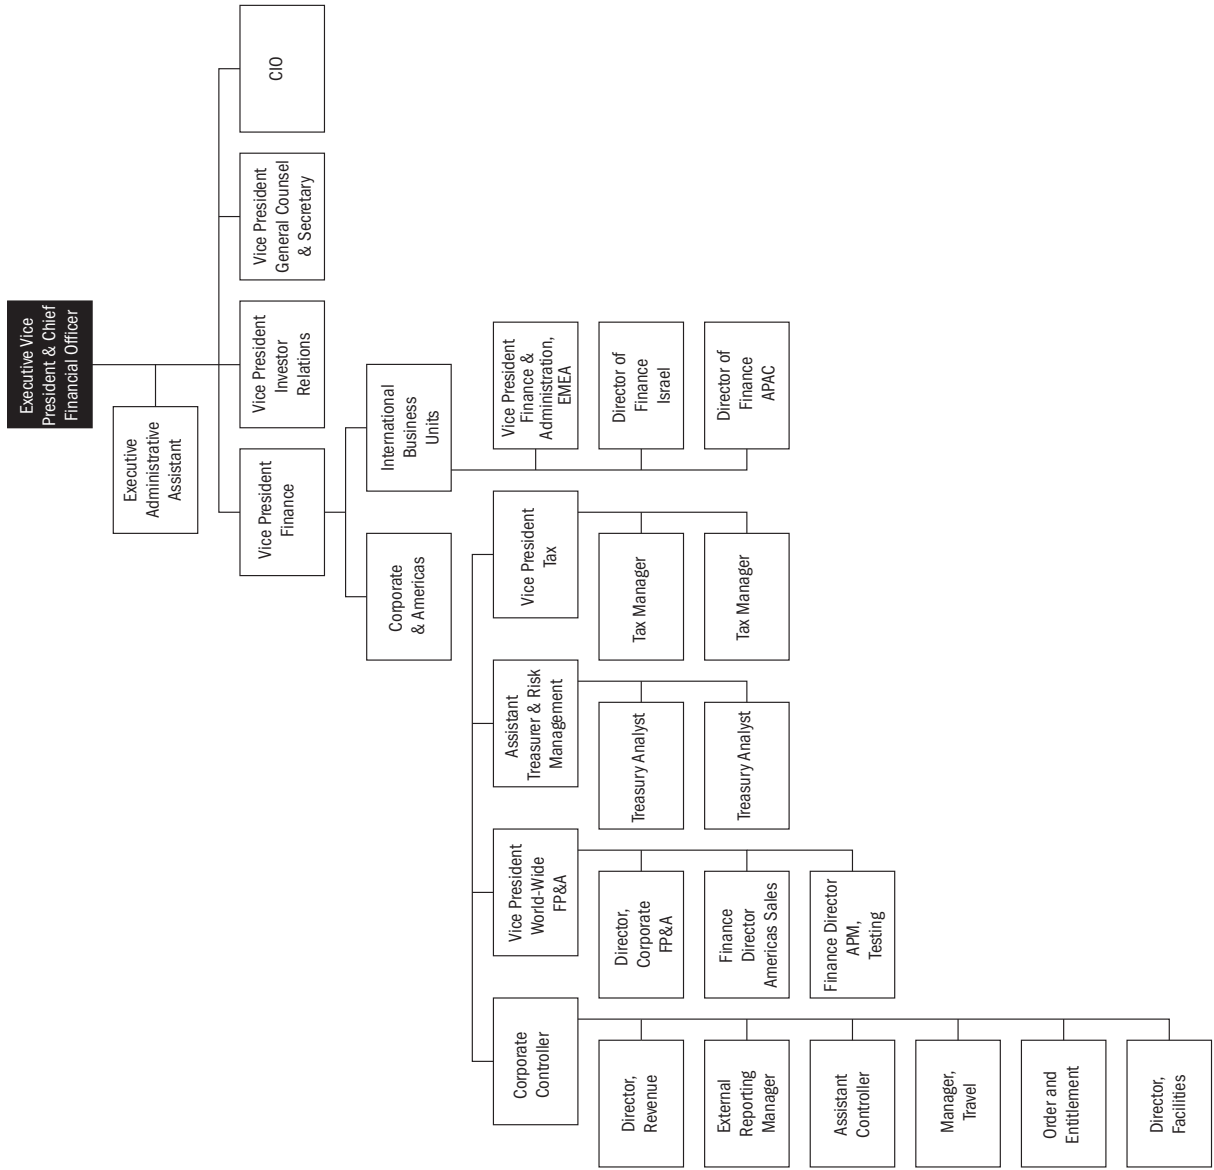 Executive Vice
President & Chief
Financial Officer
Executive
Administrative
Assistant
Vice President
Finance
Vice President
Investor
Relations
Vice President
General Counsel
& Secretary
CIO
Corporate
& Americas
International
Business
Units
Corporate
Controller
Vice President
World-Wide
FP&A
Assistant
Treasurer & Risk
Management
Vice President
Tax
Vice President
Finance &
Administration,
EMEA
Director,
Revenue
Director,
Corporate
FP&A
Treasury Analyst
Tax Manager
Director of
Finance
Israel
External
Reporting
Manager
Finance
Director
Americas Sales
Treasury Analyst
Tax Manager
Director of
Finance
APAC
Assistant
Controller
Finance Director
APM,
Testing
Manager,
Travel
Order and
Entitlement
Director,
Facilities